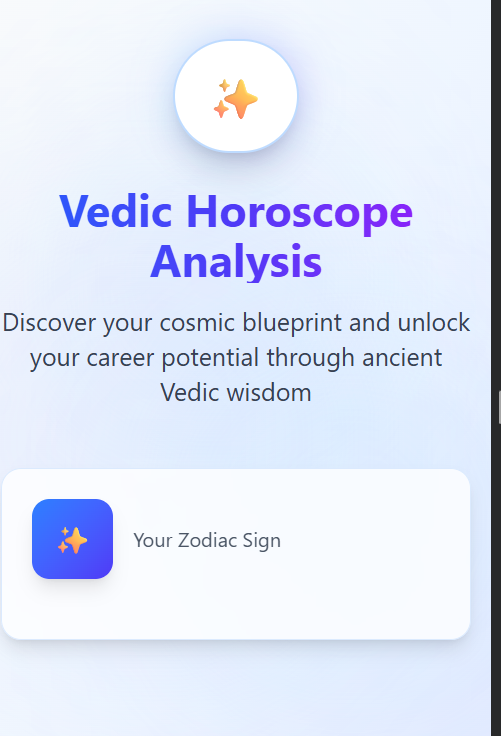 Vedic Horoscope
Analysis
Discover your cosmic blueprint and unlock
your career potential through ancient
Vedic wisdom
Your Zodiac Sign